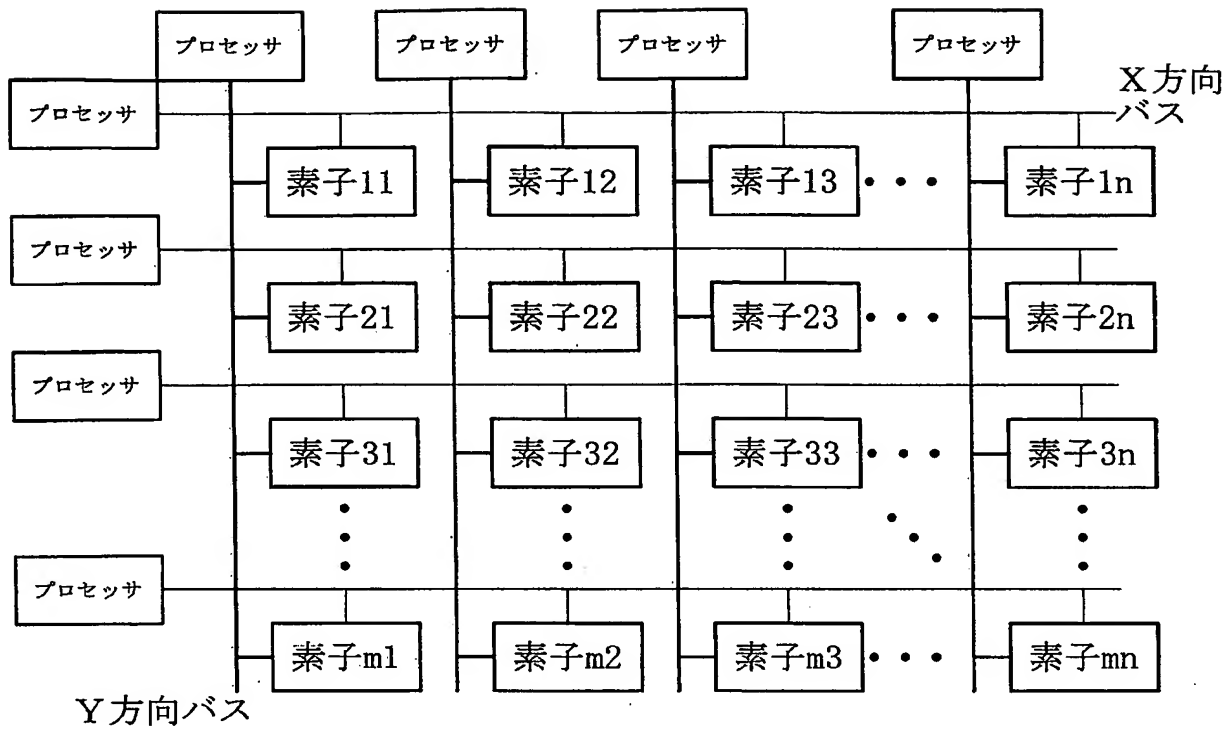 プロセッサ プロセッサ プロセッサ プロセッサ
X方向
バス
プロセッサ
素子11 素子12 素子13 ・・・ 素子1n
プロセッサ
素子21 素子22 素子23 ・・・ 素子2n
プロセッサ
素子31 素子32 素子33 ・・・ 素子3n
プロセッサ
素子m1 素子m2 素子m3 ・・・ 素子mn
Y方向バス